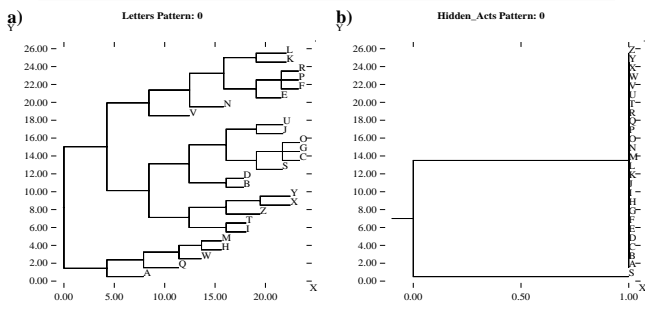 a)
Letters Pattern: 0
Y
26.00
24.00
22.00
20.00
18.00
16.00
14.00
12.00
10.00
8.00
6.00
4.00
2.00
0.00
L
K
R
P
F
E
N
V
U
J
O
G
C
S
D
B
Y
X
Z
T
I
M
H
W
Q
A
0.00 5.00 10.00 15.00 20.00
X
b)
Hidden_Acts Pattern: 0
Y
26.00
24.00
22.00
20.00
18.00
16.00
14.00
12.00
10.00
8.00
6.00
4.00
2.00
0.00
Z
Y
X
W
V
U
T
R
Q
P
O
N
M
L
K
J
I
H
G
F
E
D
C
B
A
S
0.00 0.50 1.00
X